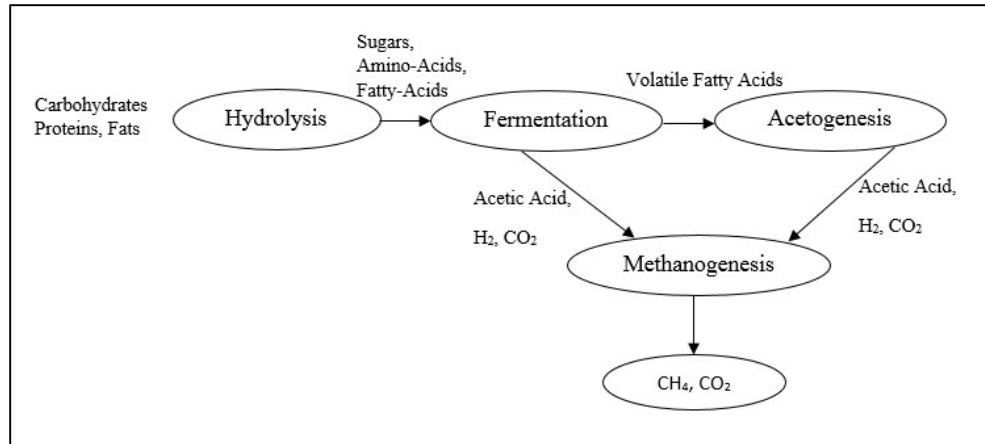 Carbohydrates
Proteins, Fats
Hydrolysis
Sugars,
Amino-Acids,
Fatty-Acids
Fermentation
Volatile Fatty Acids
Acetogenesis
Acetic Acid,
H₂, CO₂
Acetic Acid,
H₂, CO₂
Methanogenesis
CH₄, CO₂